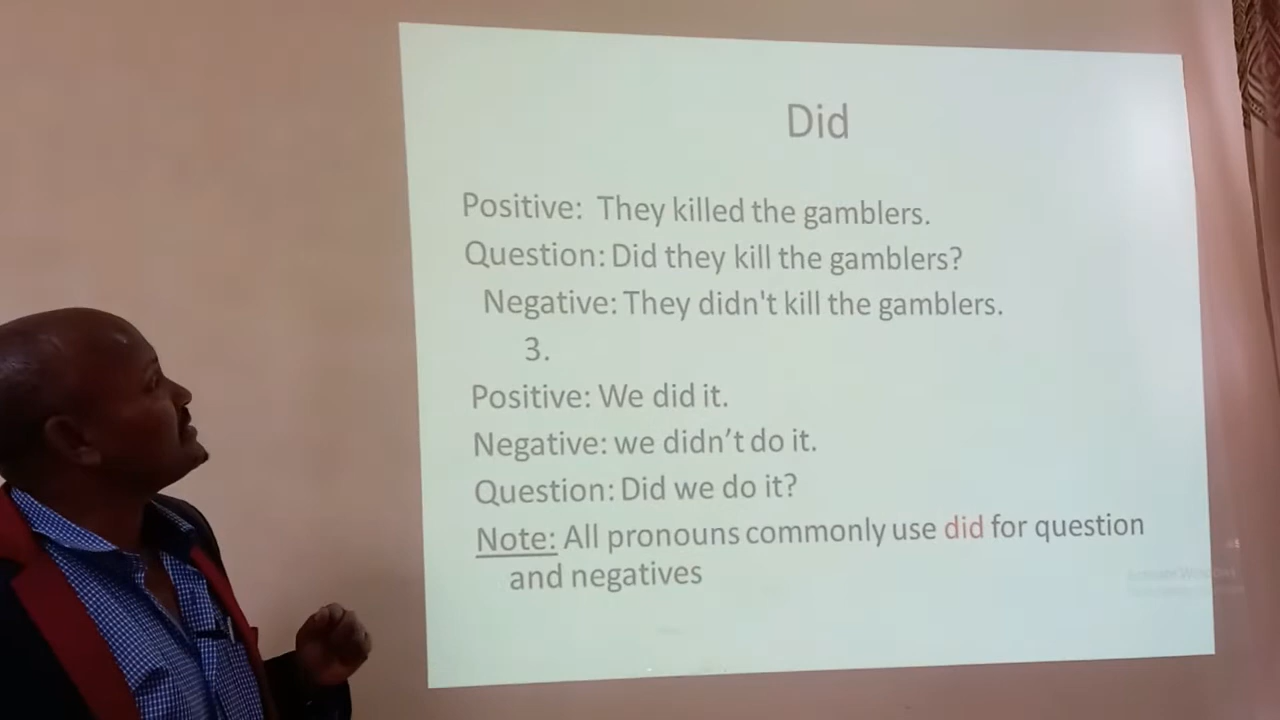 Did
Positive: They killed the gamblers.
Question: Did they kill the gamblers?
Negative: They didn't kill the gamblers.
3.
Positive: We did it.
Negative: we didn’t do it.
Question: Did we do it?
Note: All pronouns commonly use did for question
and negatives